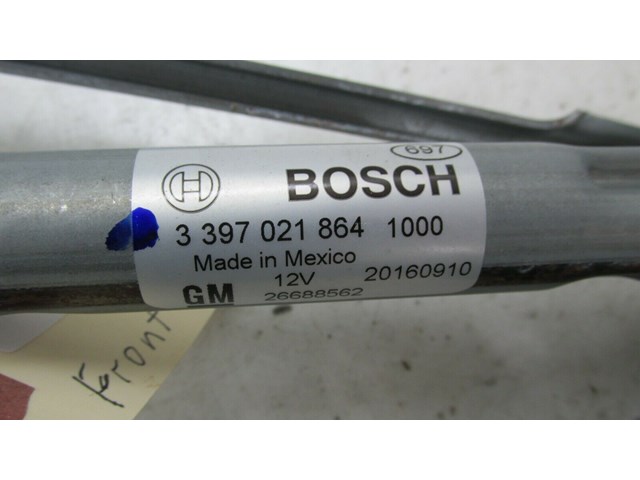 697
BOSCH
3 397 021 864 1000
Made in Mexico
12V 20160910
GM 26688562
Front